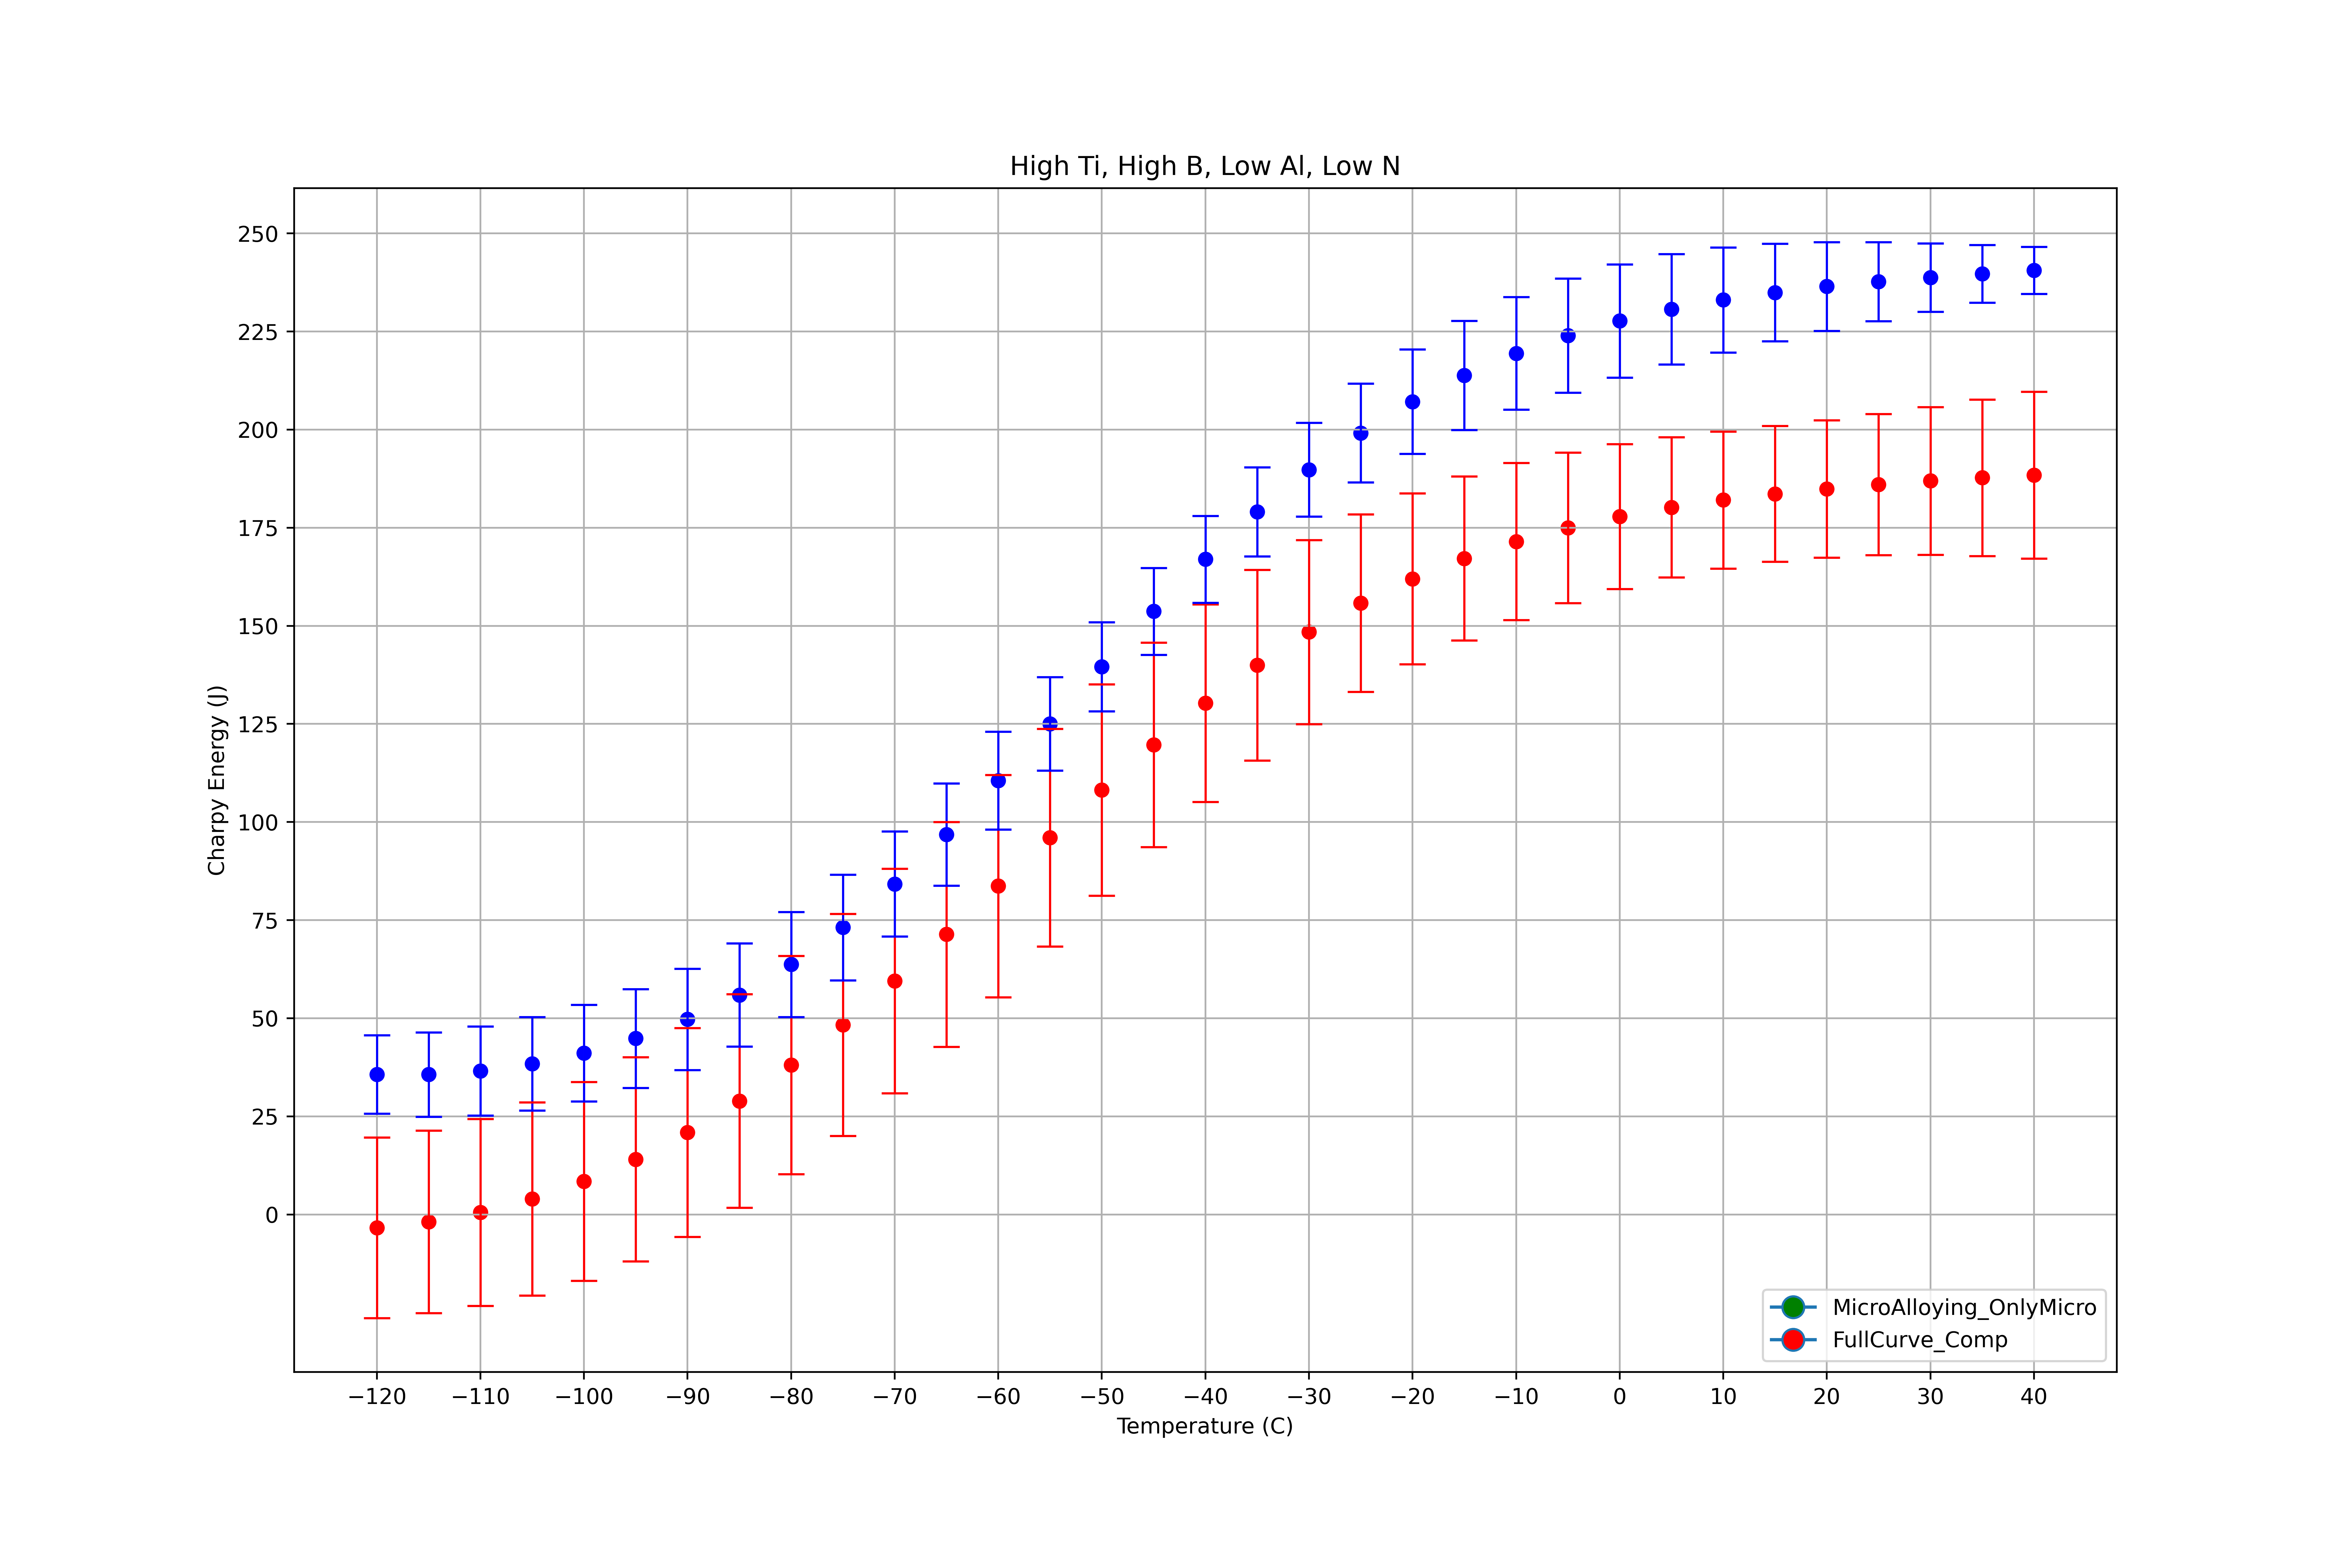 High Ti, High B, Low Al, Low N
250
225
200
175
150
125
100
75
50
25
0
Charpy Energy (J)
−120 −110 −100 −90 −80 −70 −60 −50 −40 −30 −20 −10 0 10 20 30 40
Temperature (C)
MicroAlloying_OnlyMicro
FullCurve_Comp